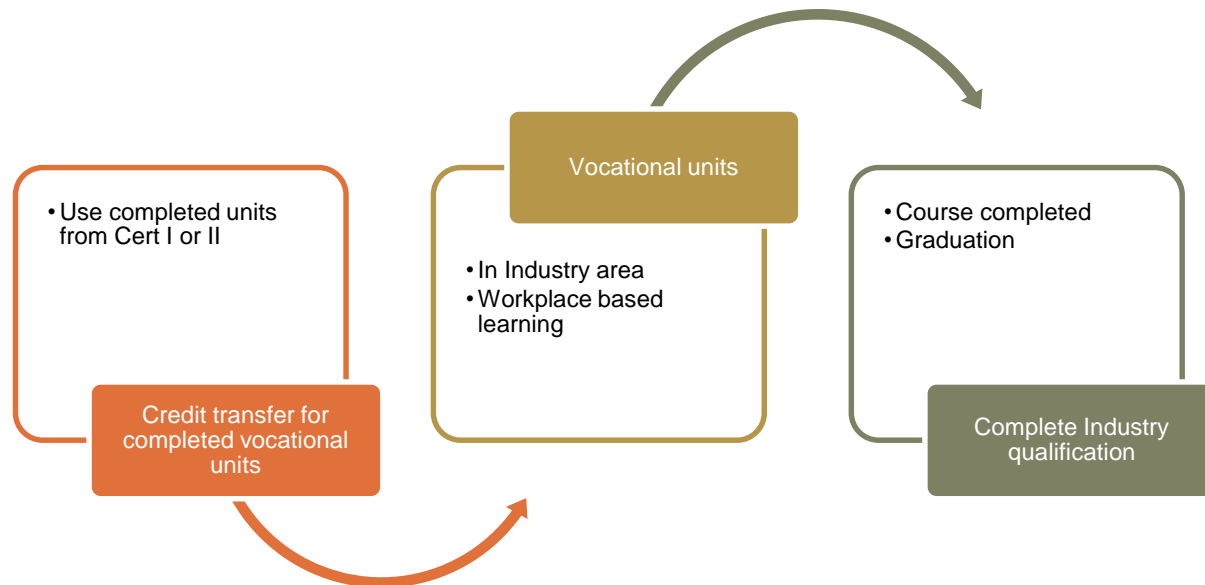 • Use completed units
from Cert I or II
Credit transfer for
completed vocational
units
Vocational units
• In Industry area
• Workplace based
learning
• Course completed
• Graduation
Complete Industry
qualification